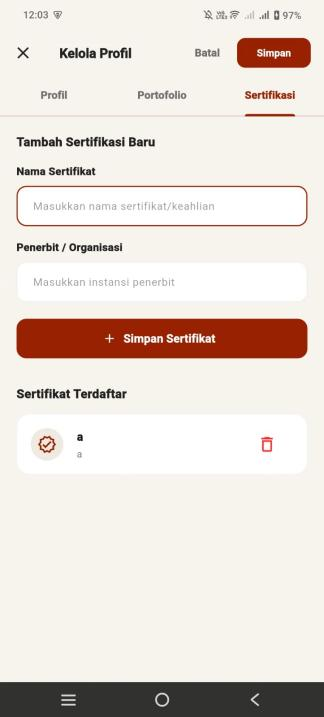 12:03
97%
Kelola Profil
Batal
Simpan
Profil
Portofolio
Sertifikasi
Tambah Sertifikasi Baru
Nama Sertifikat
Masukkan nama sertifikat/keahlian
Penerbit / Organisasi
Masukkan instansi penerbit
+ Simpan Sertifikat
Sertifikat Terdaftar
a
a